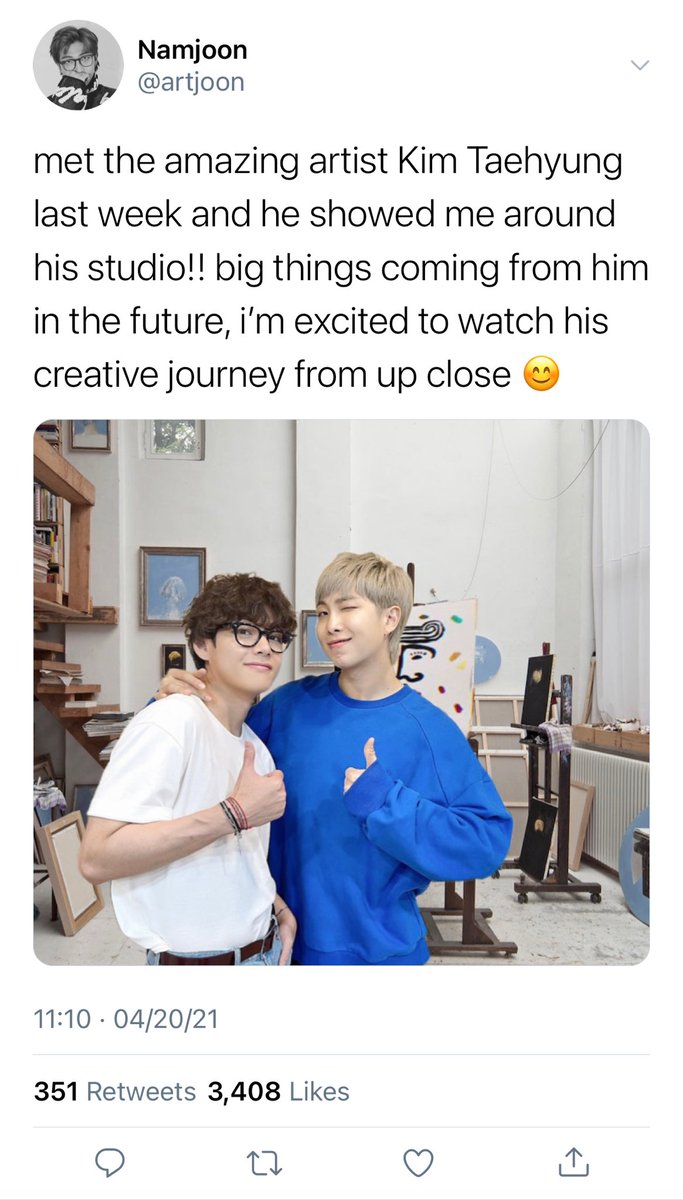 Namjoon
@artjoon
met the amazing artist Kim Taehyung
last week and he showed me around
his studio!! big things coming from him
in the future, i’m excited to watch his
creative journey from up close 😊
11:10 · 04/20/21
351 Retweets 3,408 Likes